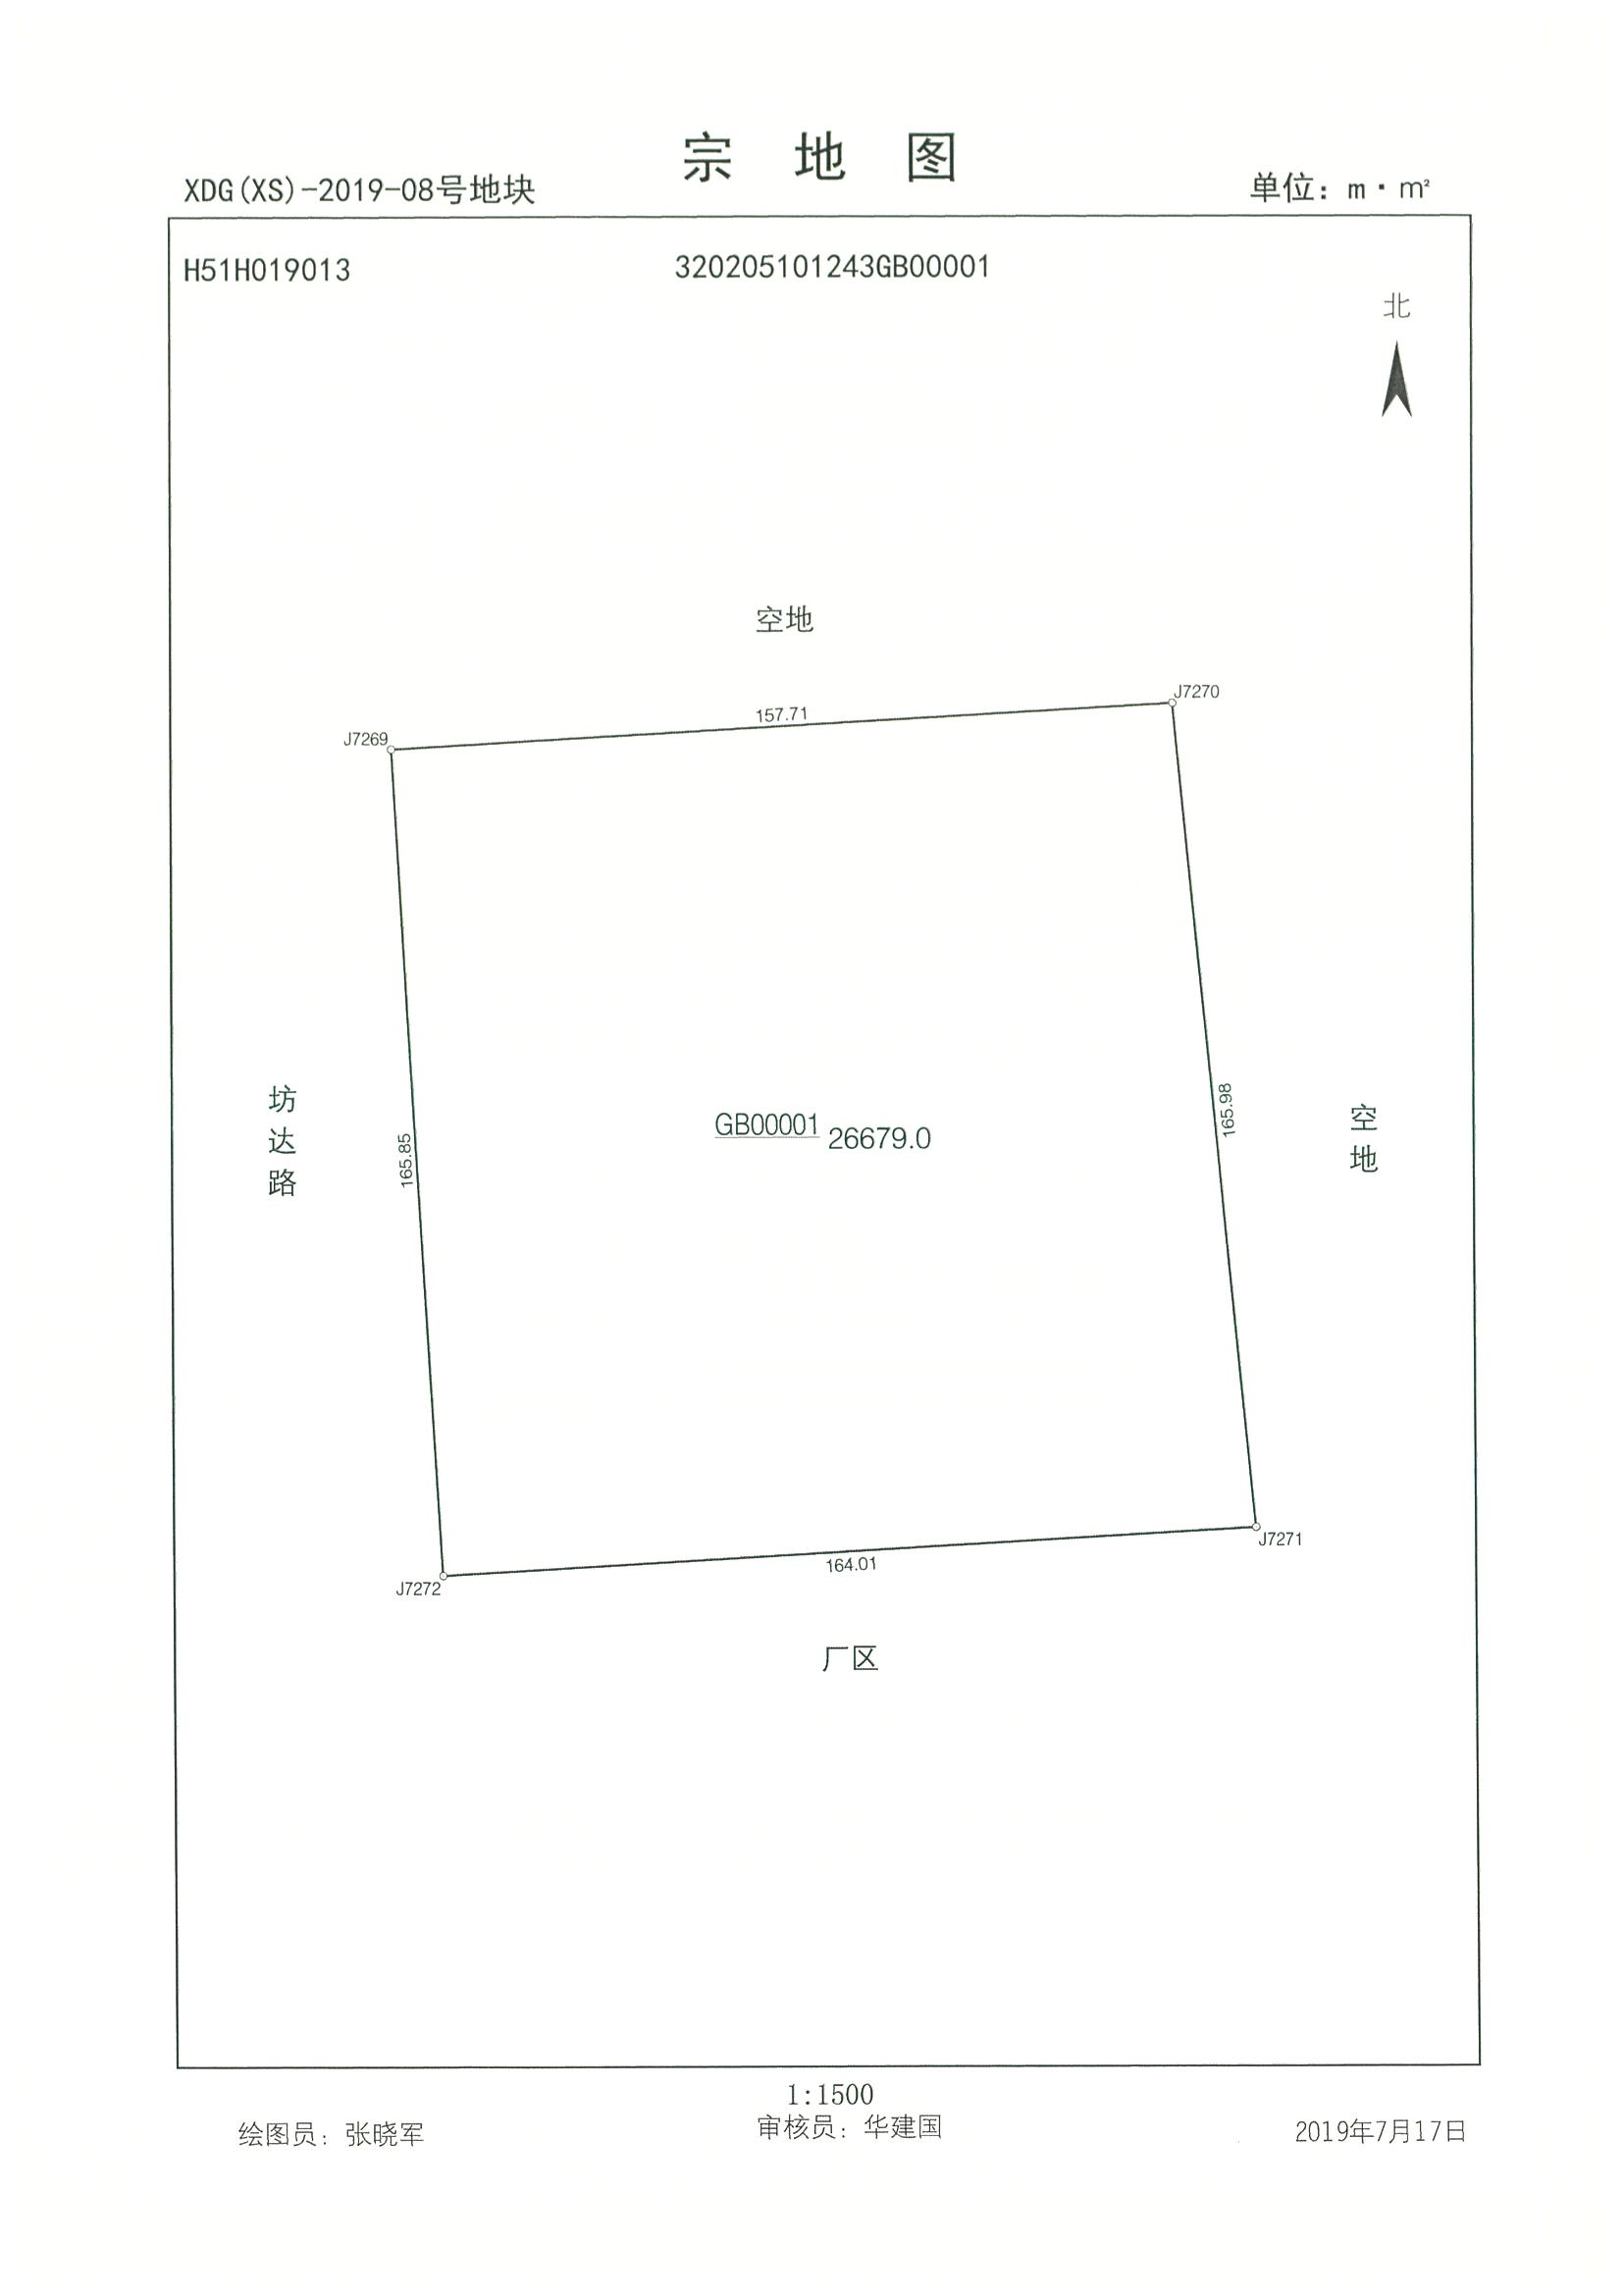 宗 地 图
XDG(XS)-2019-08号地块
单位：m·m²
H51H019013
320205101243GB00001
北
空地
J7270
157.71
J7269
坊达路
165.85
GB00001 26679.0
165.98
空地
J7271
164.01
J7272
厂区
1:1500
绘图员：张晓军
审核员：华建国
2019年7月17日